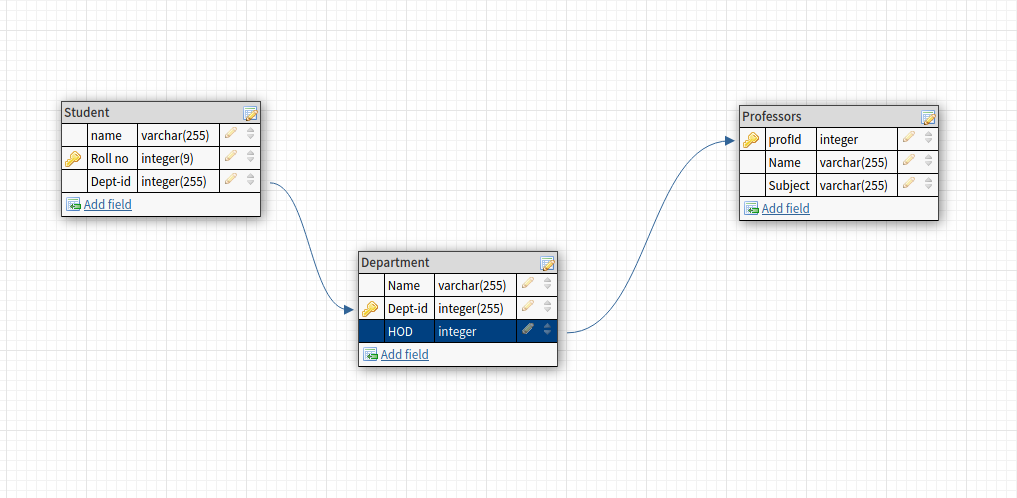 Student
name varchar(255)
Roll no integer(9)
Dept-id integer(255)
Add field
Department
Name varchar(255)
Dept-id integer(255)
HOD integer
Add field
Professors
profId integer
Name varchar(255)
Subject varchar(255)
Add field